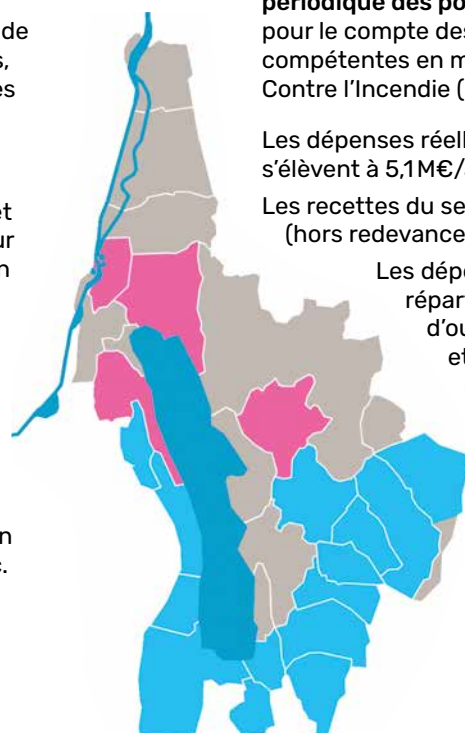 de
s,
es
et
ur
n
n
c.
périodique des po
pour le compte des
compétentes en m
Contre l'Incendie (
Les dépenses réell
s'élèvent à 5,1 M€/
Les recettes du se
(hors redevance
Les dépe
répar
d'ou
et